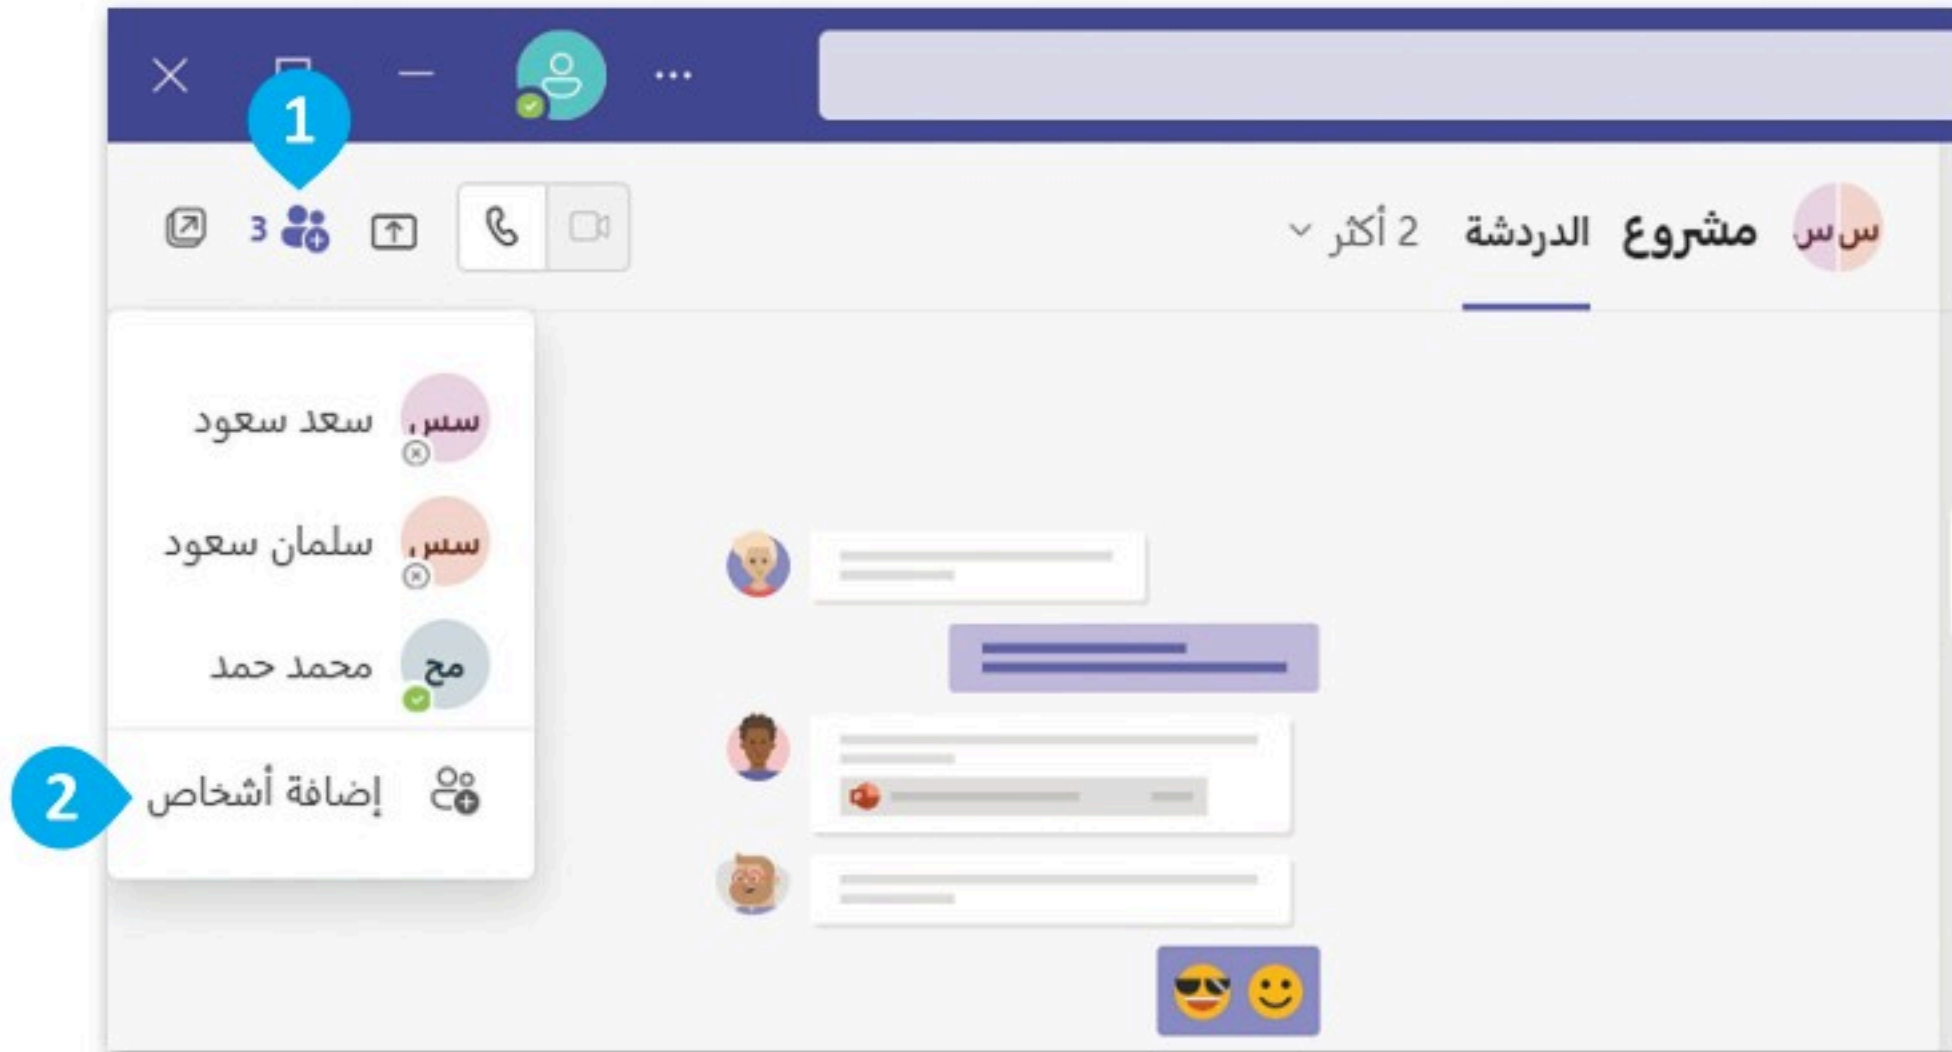 1
س س مشروع الدردشة 2 أكثر
3
سس سعد سعود
سس سلمان سعود
مح محمد حمد
إضافة أشخاص
2